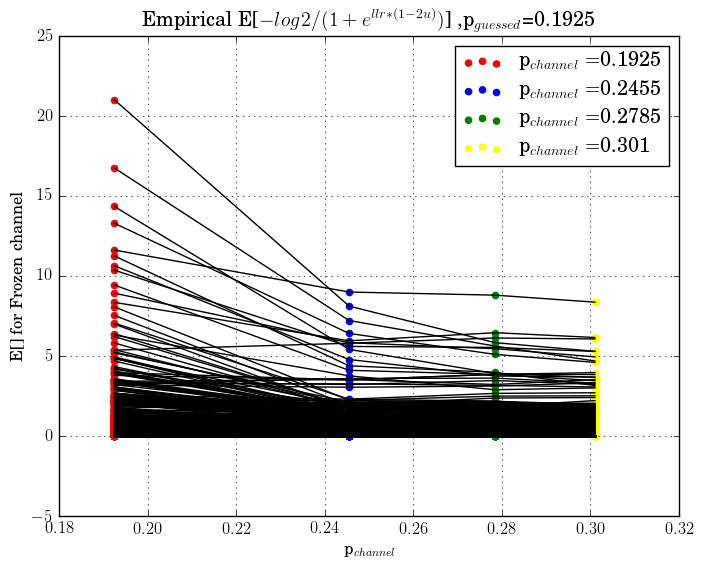 Empirical E[−log2/(1 + e^{llr∗(1−2u)})] ,p_{guessed}=0.1925
25
20
15
10
5
0
−5
E[] for Frozen channel
p_{channel} =0.1925
p_{channel} =0.2455
p_{channel} =0.2785
p_{channel} =0.301
0.18 0.20 0.22 0.24 0.26 0.28 0.30 0.32
p_{channel}